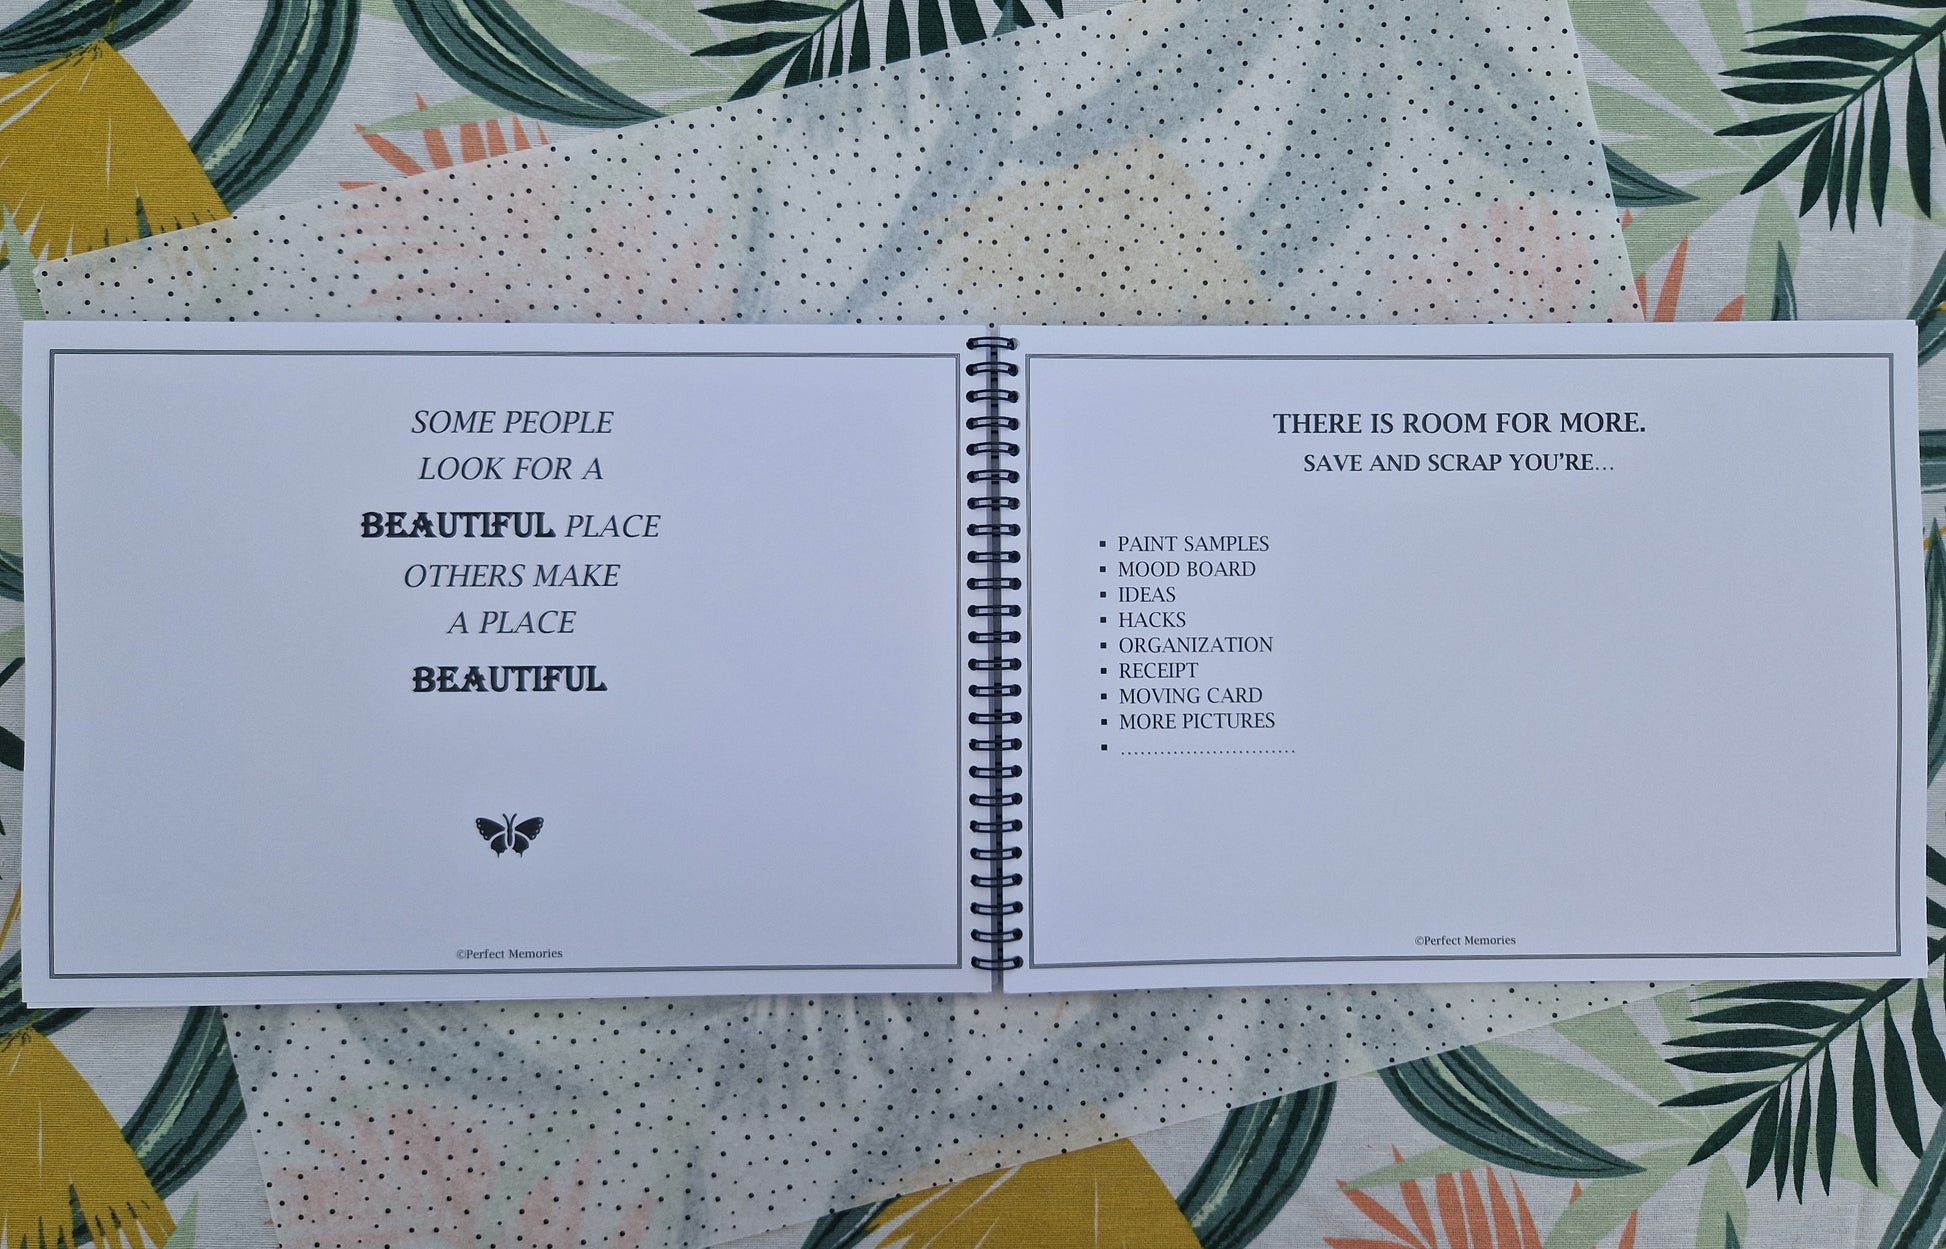 SOME PEOPLE
LOOK FOR A
BEAUTIFUL PLACE
OTHERS MAKE
A PLACE
BEAUTIFUL
©Perfect Memories
THERE IS ROOM FOR MORE.
SAVE AND SCRAP YOU'RE...
▪ PAINT SAMPLES
▪ MOOD BOARD
▪ IDEAS
▪ HACKS
▪ ORGANIZATION
▪ RECEIPT
▪ MOVING CARD
▪ MORE PICTURES
▪ ...........................
©Perfect Memories